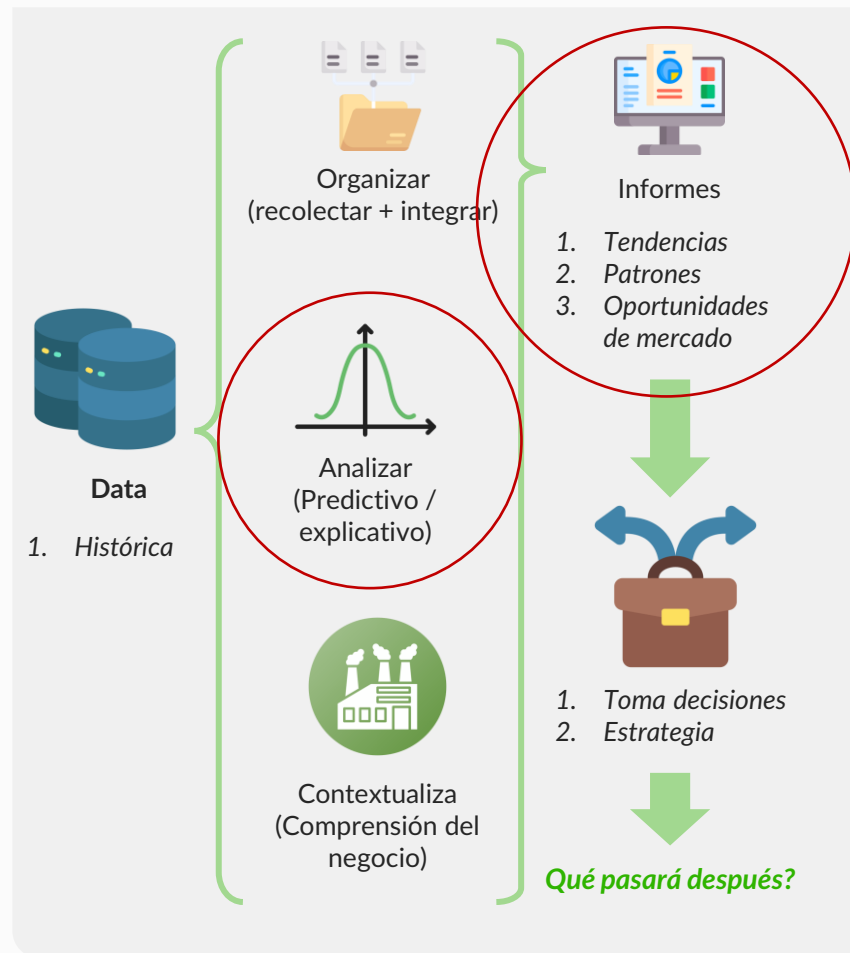 Data
1. Histórica
Organizar
(recolectar + integrar)
Analizar
(Predictivo /
explicativo)
Contextualiza
(Comprensión del
negocio)
Informes
1. Tendencias
2. Patrones
3. Oportunidades
de mercado
1. Toma decisiones
2. Estrategia
Qué pasará después?